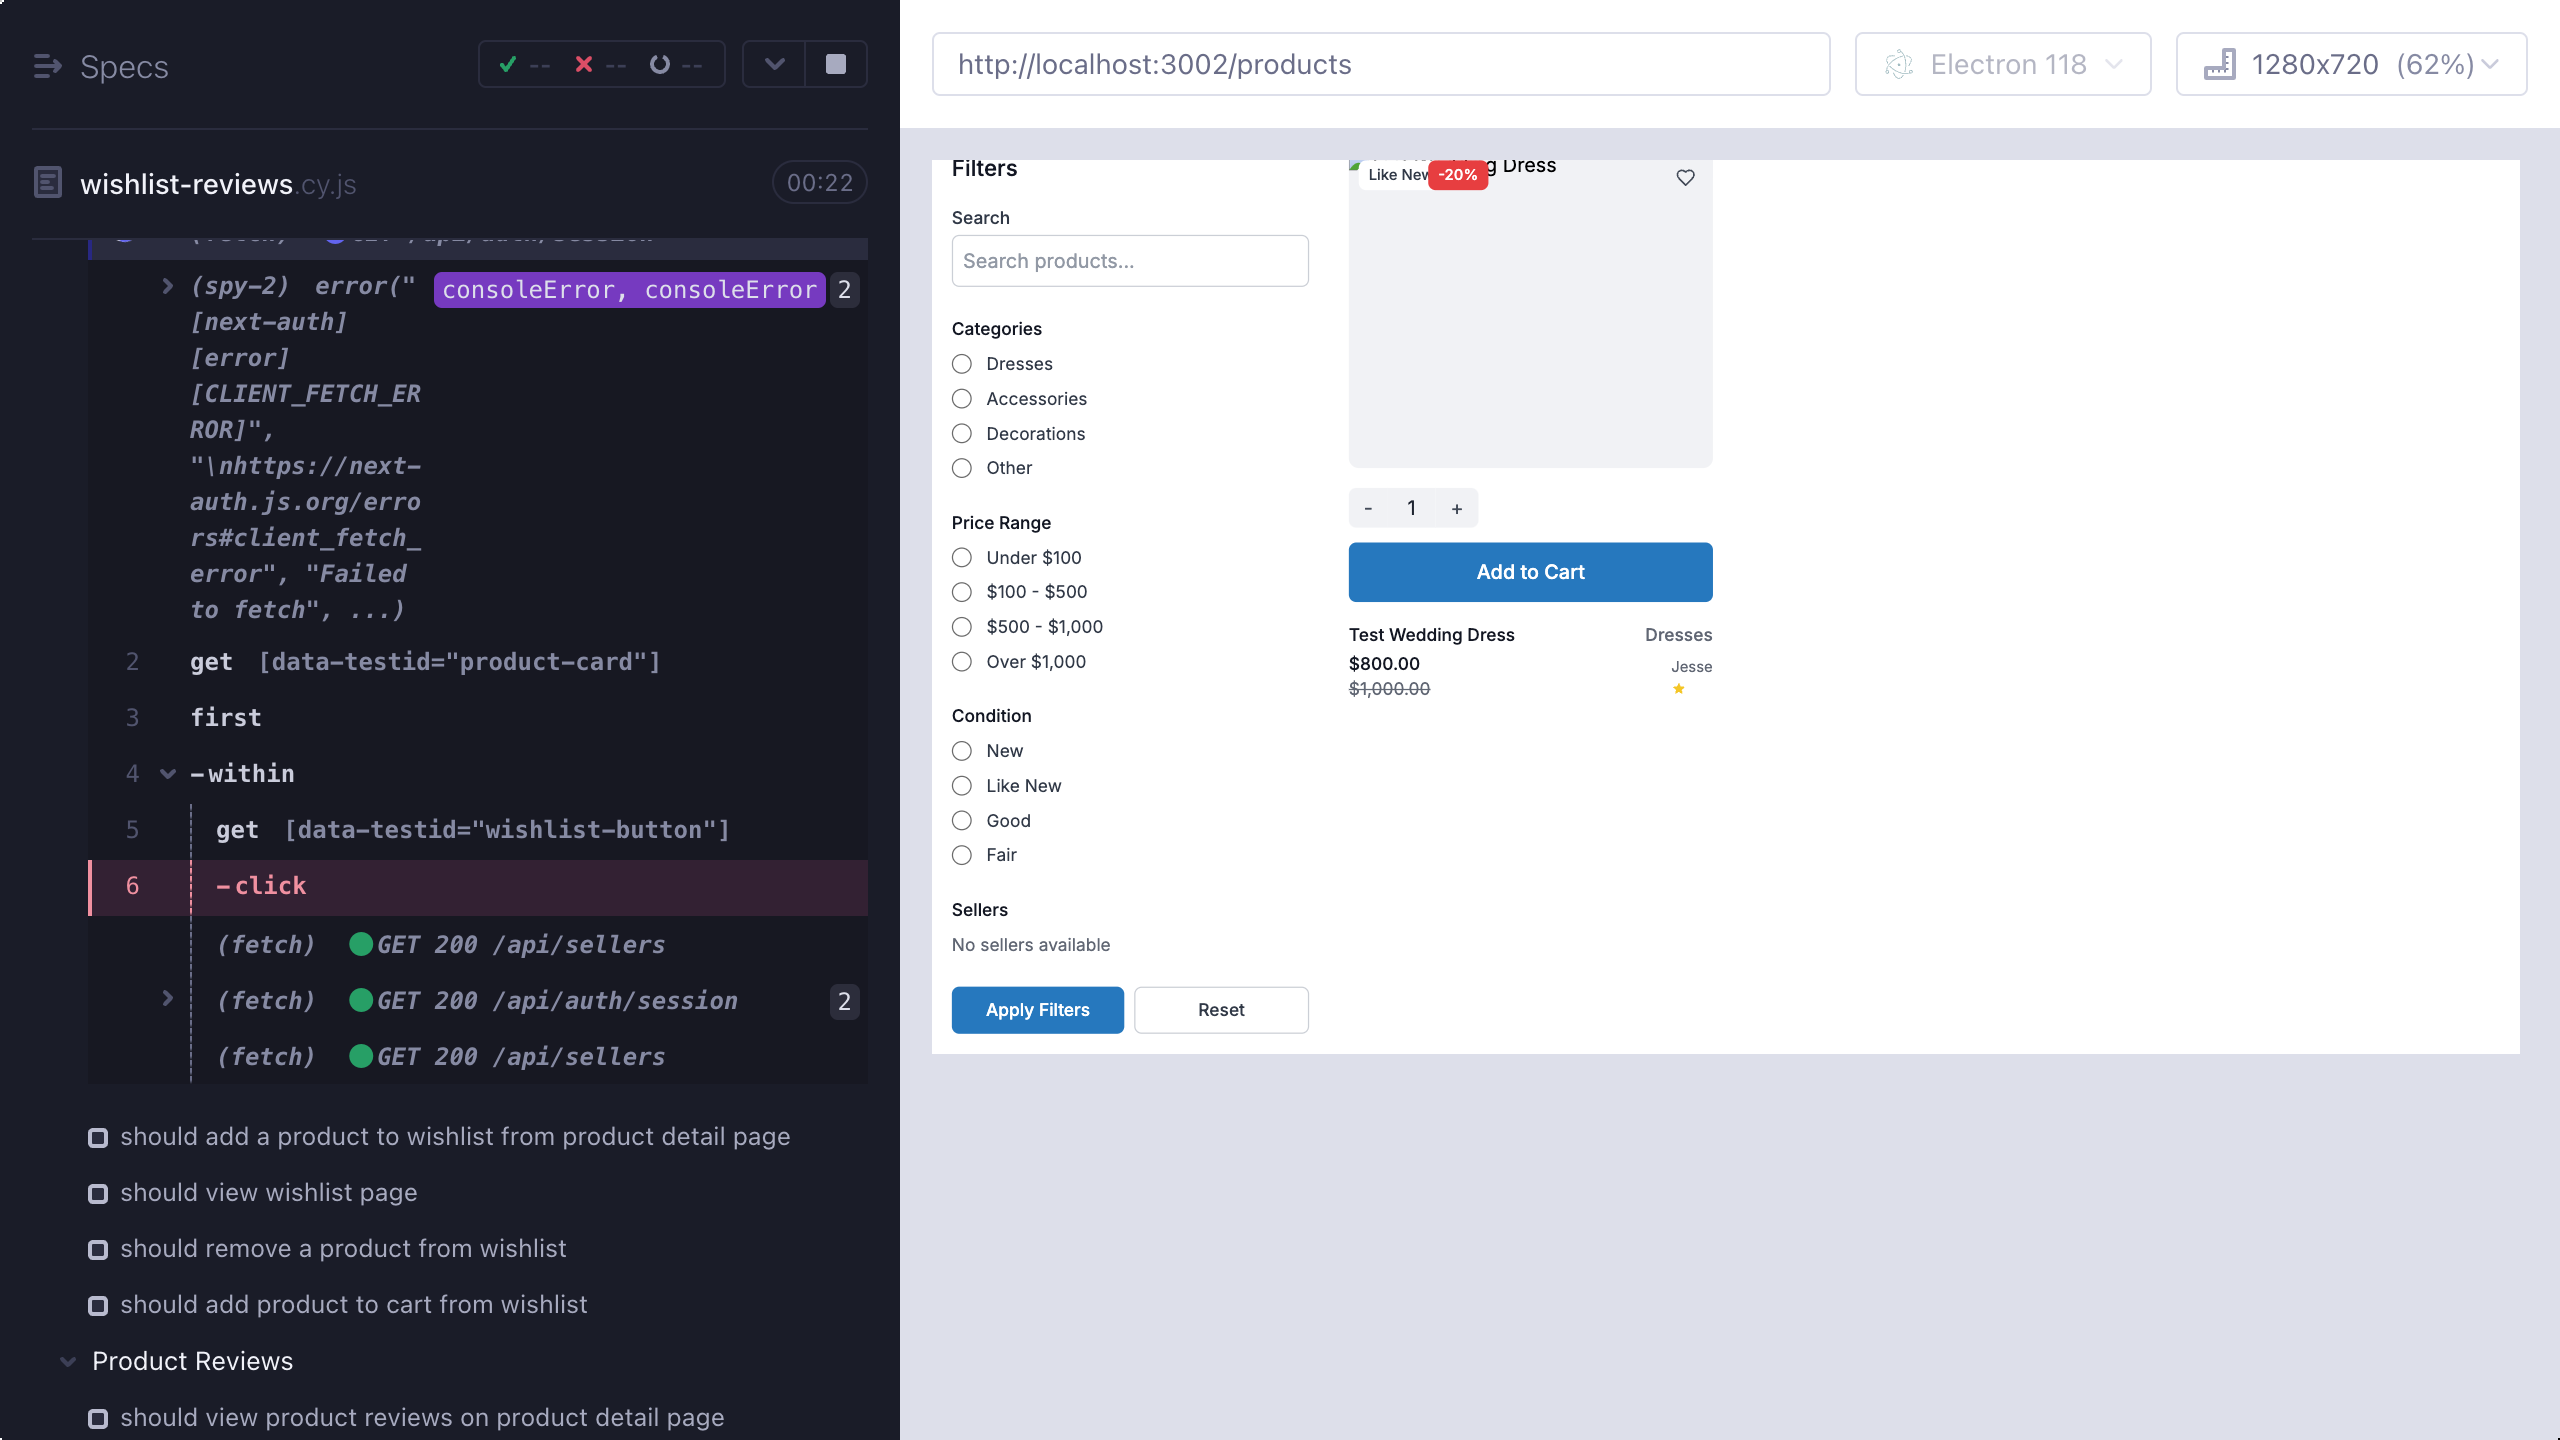 Specs
--
--
--
wishlist-reviews.cy.js
00:22
(spy-2) error("
[next-auth]
[error]
[CLIENT_FETCH_ER
ROR]",
"\nhttps://next-
auth.js.org/erro
rs#client_fetch_
error", "Failed
to fetch", ...)
consoleError, consoleError
2
2 get [data-testid="product-card"]
3 first
4 -within
5 get [data-testid="wishlist-button"]
6 -click
(fetch) GET 200 /api/sellers
(fetch) GET 200 /api/auth/session
2
(fetch) GET 200 /api/sellers
should add a product to wishlist from product detail page
should view wishlist page
should remove a product from wishlist
should add product to cart from wishlist
Product Reviews
should view product reviews on product detail page
http://localhost:3002/products
Electron 118
1280x720 (62%)
Filters
Search
Search products...
Categories
Dresses
Accessories
Decorations
Other
Price Range
Under $100
$100 - $500
$500 - $1,000
Over $1,000
Condition
New
Like New
Good
Fair
Sellers
No sellers available
Apply Filters
Reset
Like New
-20%
Dress
- 1 +
Add to Cart
Test Wedding Dress
Dresses
$800.00
Jesse
$1,000.00